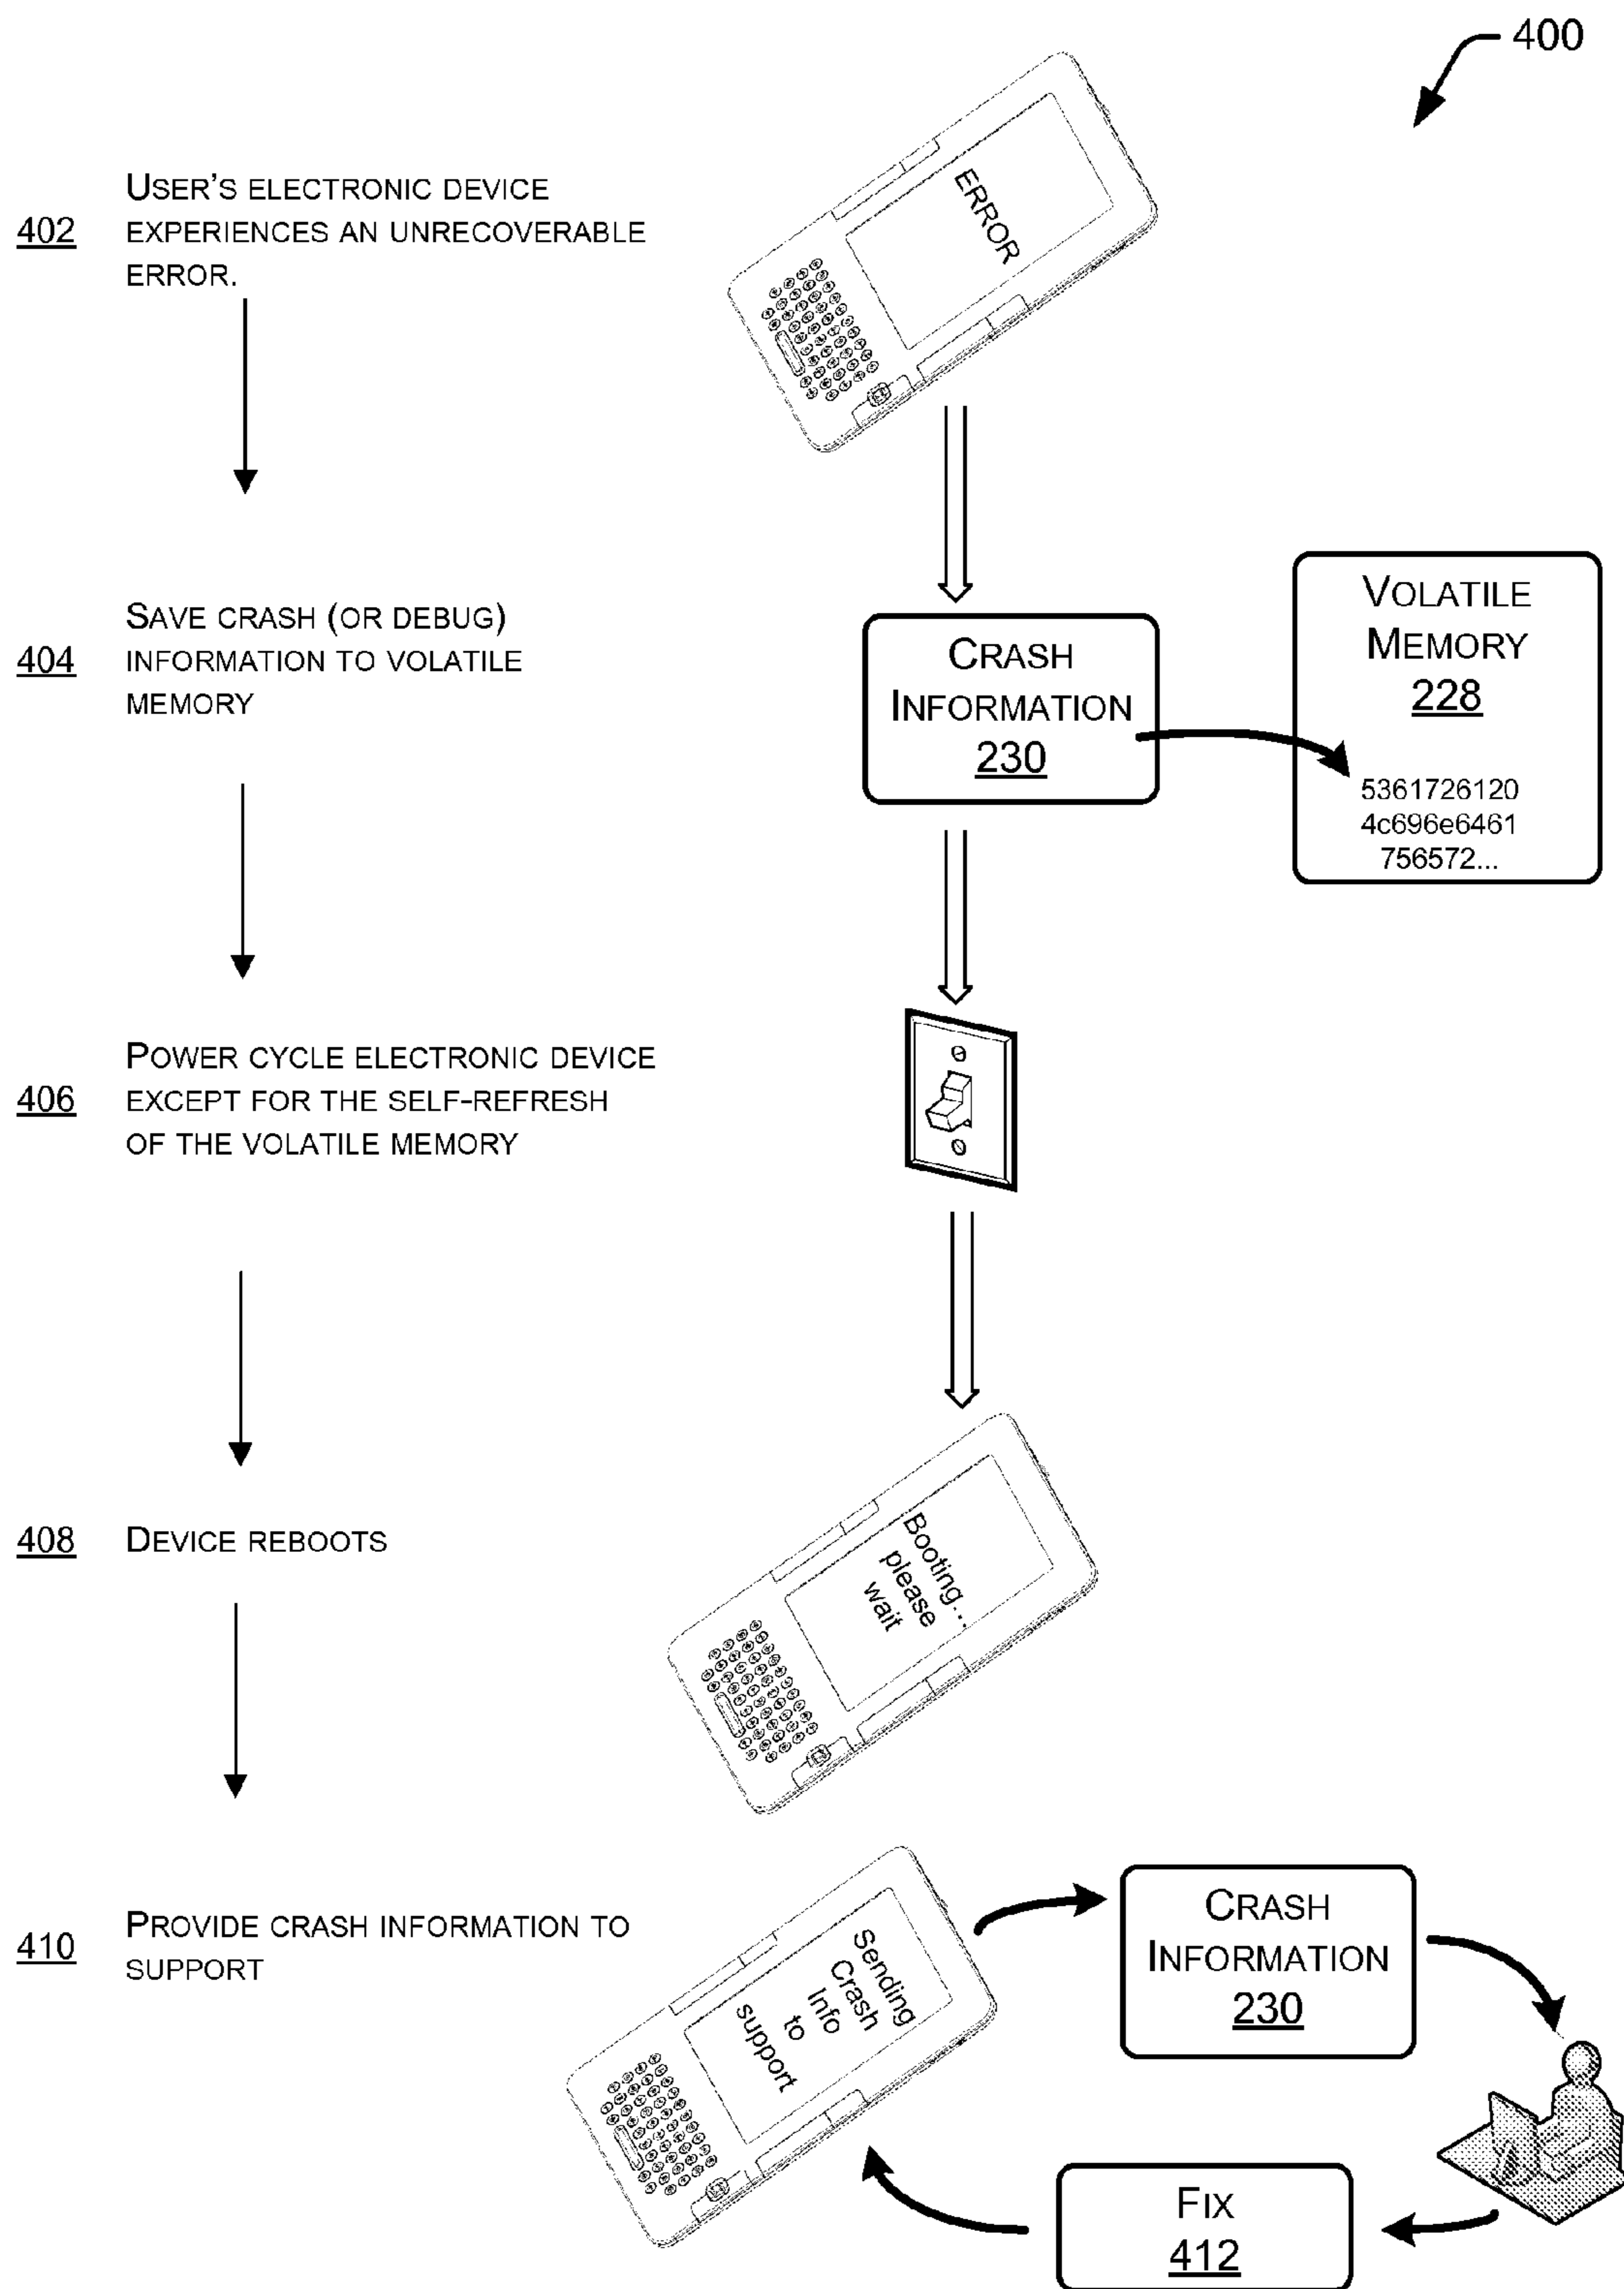 400
402
USER'S ELECTRONIC DEVICE
EXPERIENCES AN UNRECOVERABLE
ERROR.
ERROR
404
SAVE CRASH (OR DEBUG)
INFORMATION TO VOLATILE
MEMORY
CRASH
INFORMATION
230
VOLATILE
MEMORY
228
5361726120
4c696e6461
756572...
406
POWER CYCLE ELECTRONIC DEVICE
EXCEPT FOR THE SELF-REFRESH
OF THE VOLATILE MEMORY
408
DEVICE REBOOTS
Booting...
please
wait
410
PROVIDE CRASH INFORMATION TO
SUPPORT
Sending
Crash
Info
to
support
CRASH
INFORMATION
230
FIX
412